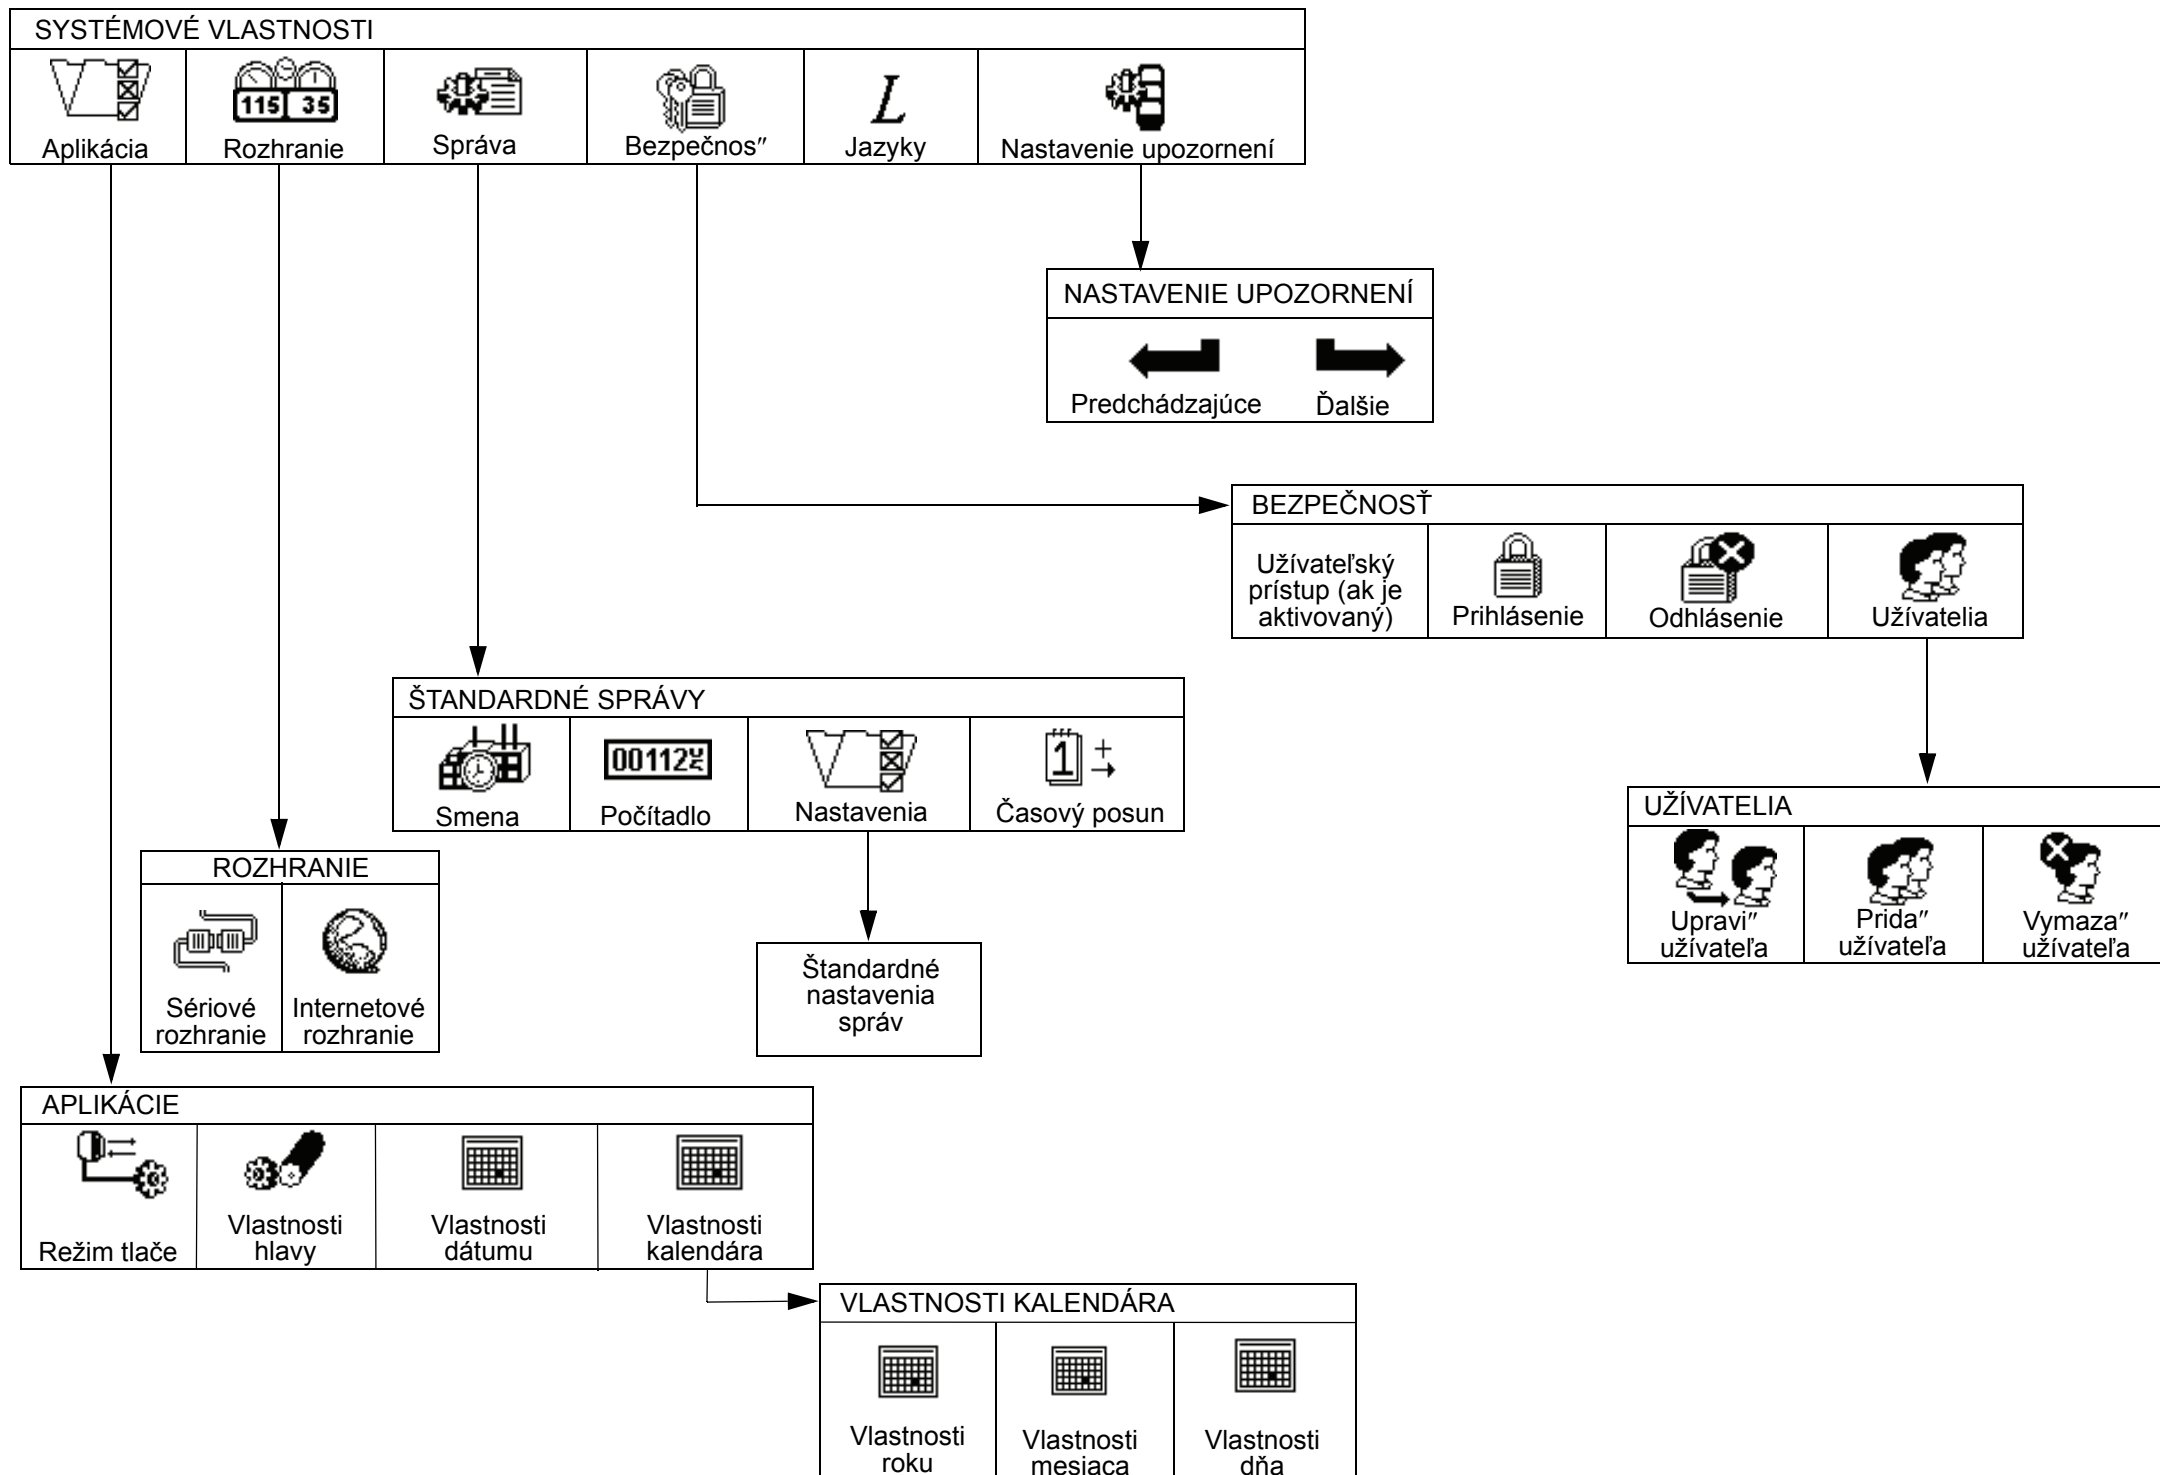 SYSTÉMOVÉ VLASTNOSTI
115 35
L
Aplikácia
Rozhranie
Správa
Bezpečnos″
Jazyky
Nastavenie upozornení
NASTAVENIE UPOZORNENÍ
Predchádzajúce
Ďalšie
BEZPEČNOSŤ
Užívateľský
prístup (ak je
aktivovaný)
Prihlásenie
Odhlásenie
Užívatelia
ŠTANDARDNÉ SPRÁVY
00112
1
Smena
Počítadlo
Nastavenia
Časový posun
UŽÍVATELIA
Upravi″
užívateľa
Prida″
užívateľa
Vymaza″
užívateľa
ROZHRANIE
Sériové
rozhranie
Internetové
rozhranie
Štandardné
nastavenia
správ
APLIKÁCIE
Režim tlače
Vlastnosti
hlavy
Vlastnosti
dátumu
Vlastnosti
kalendára
VLASTNOSTI KALENDÁRA
Vlastnosti
roku
Vlastnosti
mesiaca
Vlastnosti
dňa